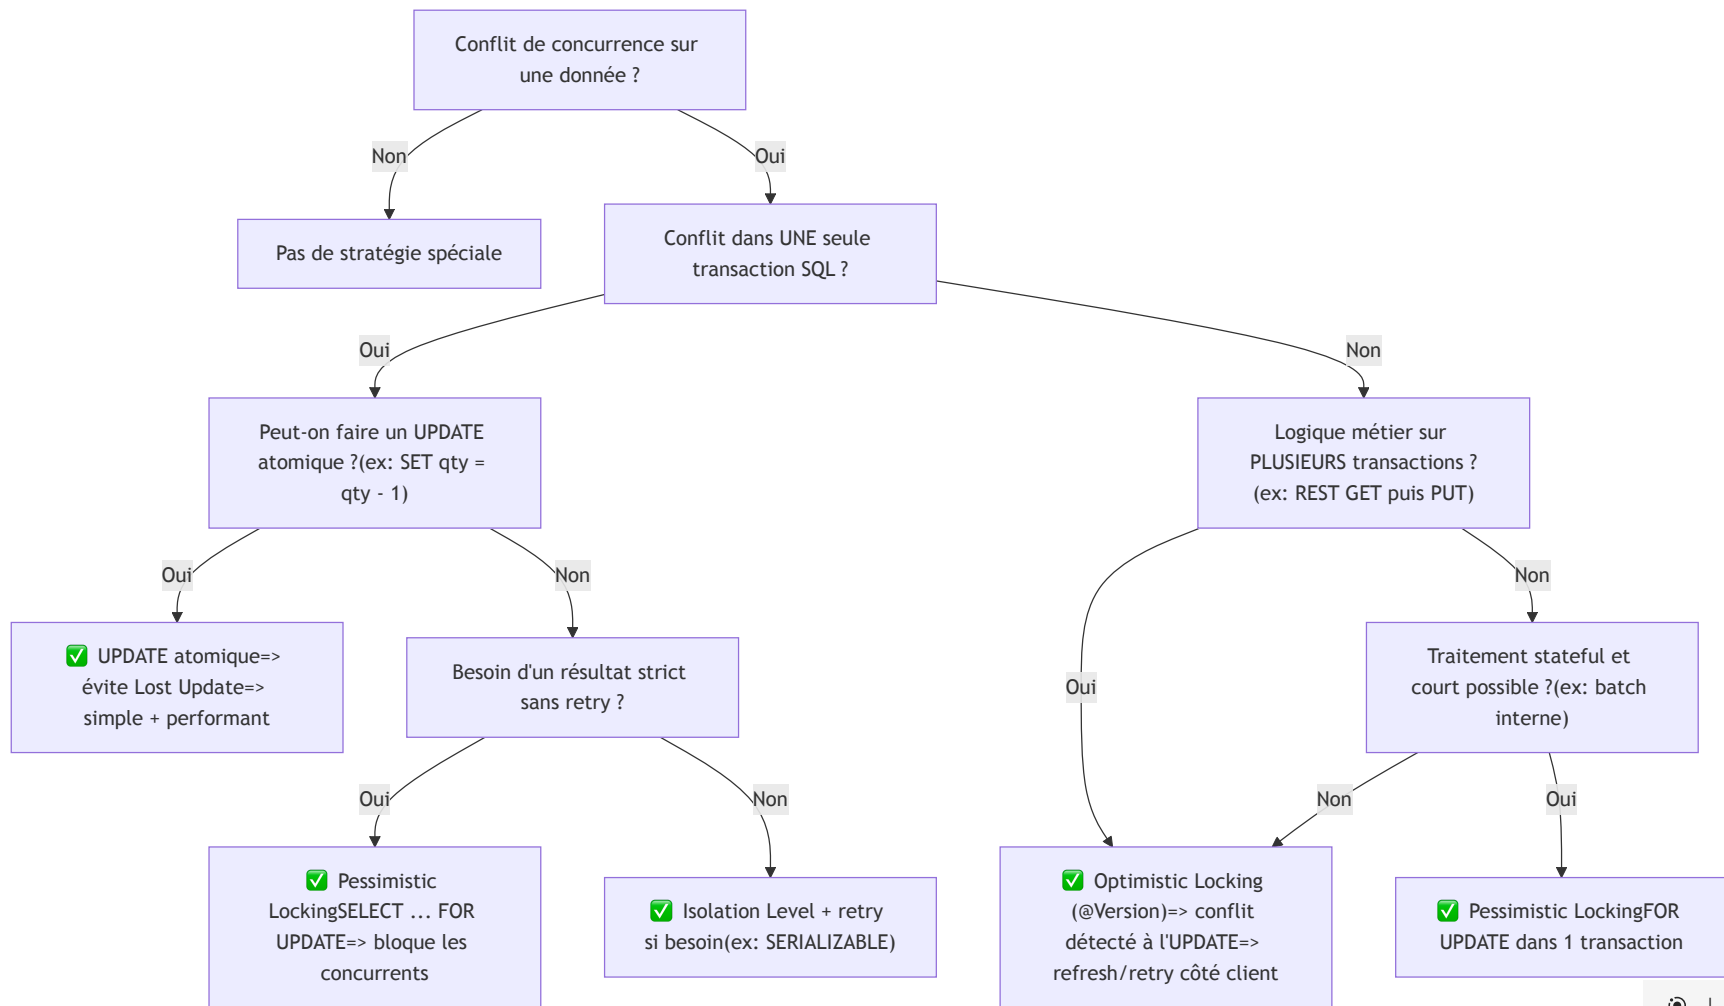 Conflit de concurrence sur
une donnée ?
Non
Oui
Pas de stratégie spéciale
Conflit dans UNE seule
transaction SQL ?
Oui
Non
Peut-on faire un UPDATE
atomique ?(ex: SET qty =
qty - 1)
Logique métier sur
PLUSIEURS transactions ?
(ex: REST GET puis PUT)
Oui
Non
Oui
Non
✅ UPDATE atomique=>
évite Lost Update=>
simple + performant
Besoin d'un résultat strict
sans retry ?
Traitement stateful et
court possible ?(ex: batch
interne)
Oui
Non
Non
Oui
✅ Pessimistic
LockingSELECT ... FOR
UPDATE=> bloque les
concurrents
✅ Isolation Level + retry
si besoin(ex: SERIALIZABLE)
✅ Optimistic Locking
(@Version)=> conflit
détecté à l'UPDATE=>
refresh/retry côté client
✅ Pessimistic LockingFOR
UPDATE dans 1 transaction